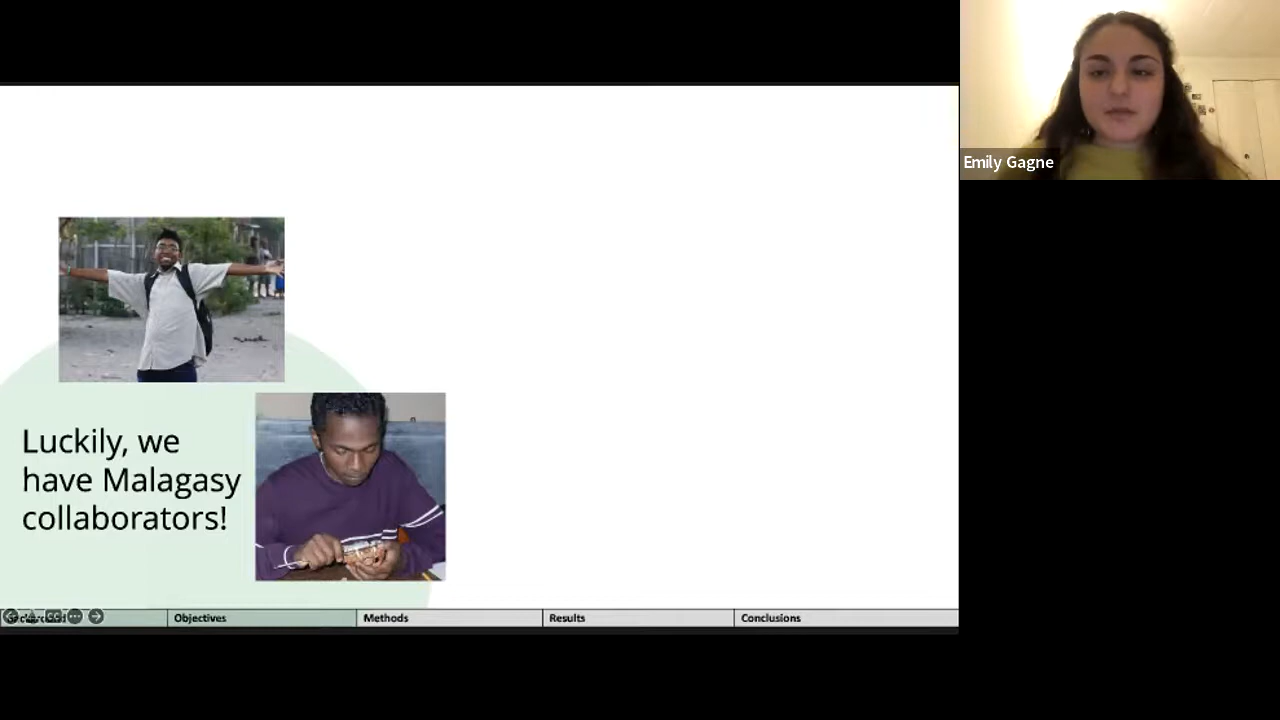 Emily Gagne
Luckily, we
have Malagasy
collaborators!
Objectives
Methods
Results
Conclusions